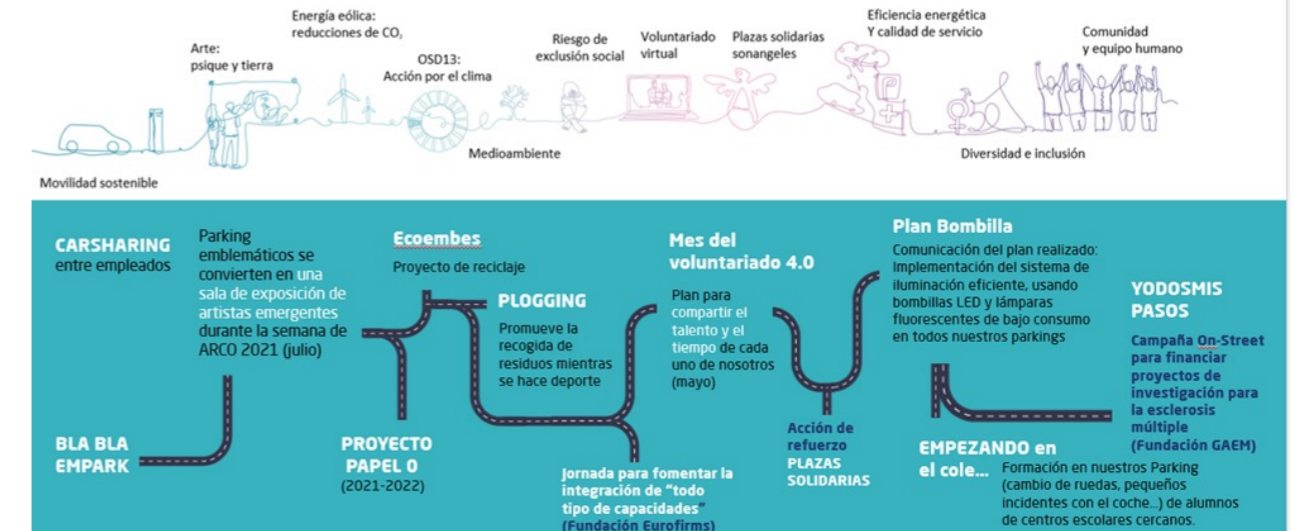 Energía eólica:
reducciones de CO₂
Arte:
psique y tierra
OSD13:
Acción por el clima
Riesgo de
exclusión social
Voluntariado
virtual
Plazas solidarias
sonangeles
Eficiencia energética
Y calidad de servicio
Comunidad
y equipo humano
Medioambiente
Diversidad e inclusión
Movilidad sostenible
CARSHARING
entre empleados
Parking
emblemáticos se
convierten en una
sala de exposición de
artistas emergentes
durante la semana de
ARCO 2021 (julio)
BLA BLA
EMPARK
Ecoembes
Proyecto de reciclaje
PLOGGING
Promueve la
recogida de
residuos mientras
se hace deporte
PROYECTO
PAPEL 0
(2021-2022)
Jornada para fomentar la
integración de "todo
tipo de capacidades"
(Fundación Eurofirms)
Mes del
voluntariado 4.0
Plan para
compartir el
talento y el
tiempo de cada
uno de nosotros
(mayo)
Acción de
refuerzo
PLAZAS
SOLIDARIAS
Plan Bombilla
Comunicación del plan realizado:
Implementación del sistema de
iluminación eficiente, usando
bombillas LED y lámparas
fluorescentes de bajo consumo
en todos nuestros parkings
YODOSMIS
PASOS
Campaña On-Street
para financiar
proyectos de
investigación para
la esclerosis
múltiple
(Fundación GAEM)
EMPEZANDO en
el cole...
Formación en nuestros Parking
(cambio de ruedas, pequeños
incidentes con el coche...) de alumnos
de centros escolares cercanos.